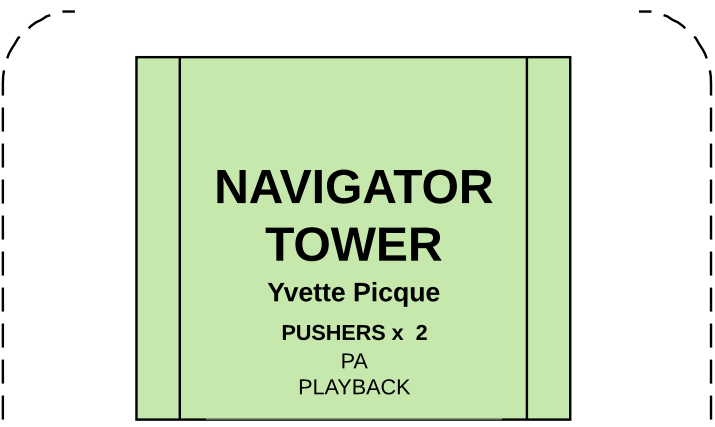 NAVIGATOR
TOWER
Yvette Picque
PUSHERS x  2
PA
PLAYBACK